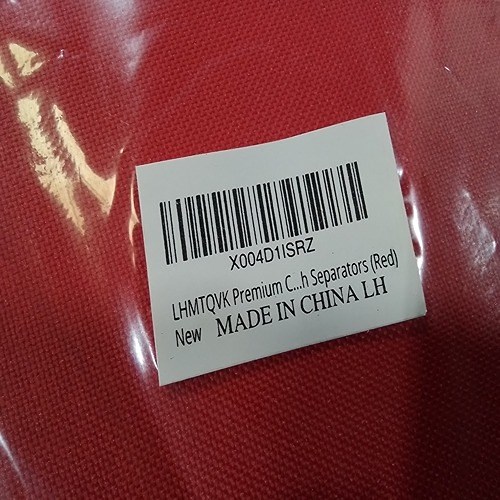 X004D1ISRZ
LHMTQVK Premium C...h Separators (Red)
New MADE IN CHINA LH